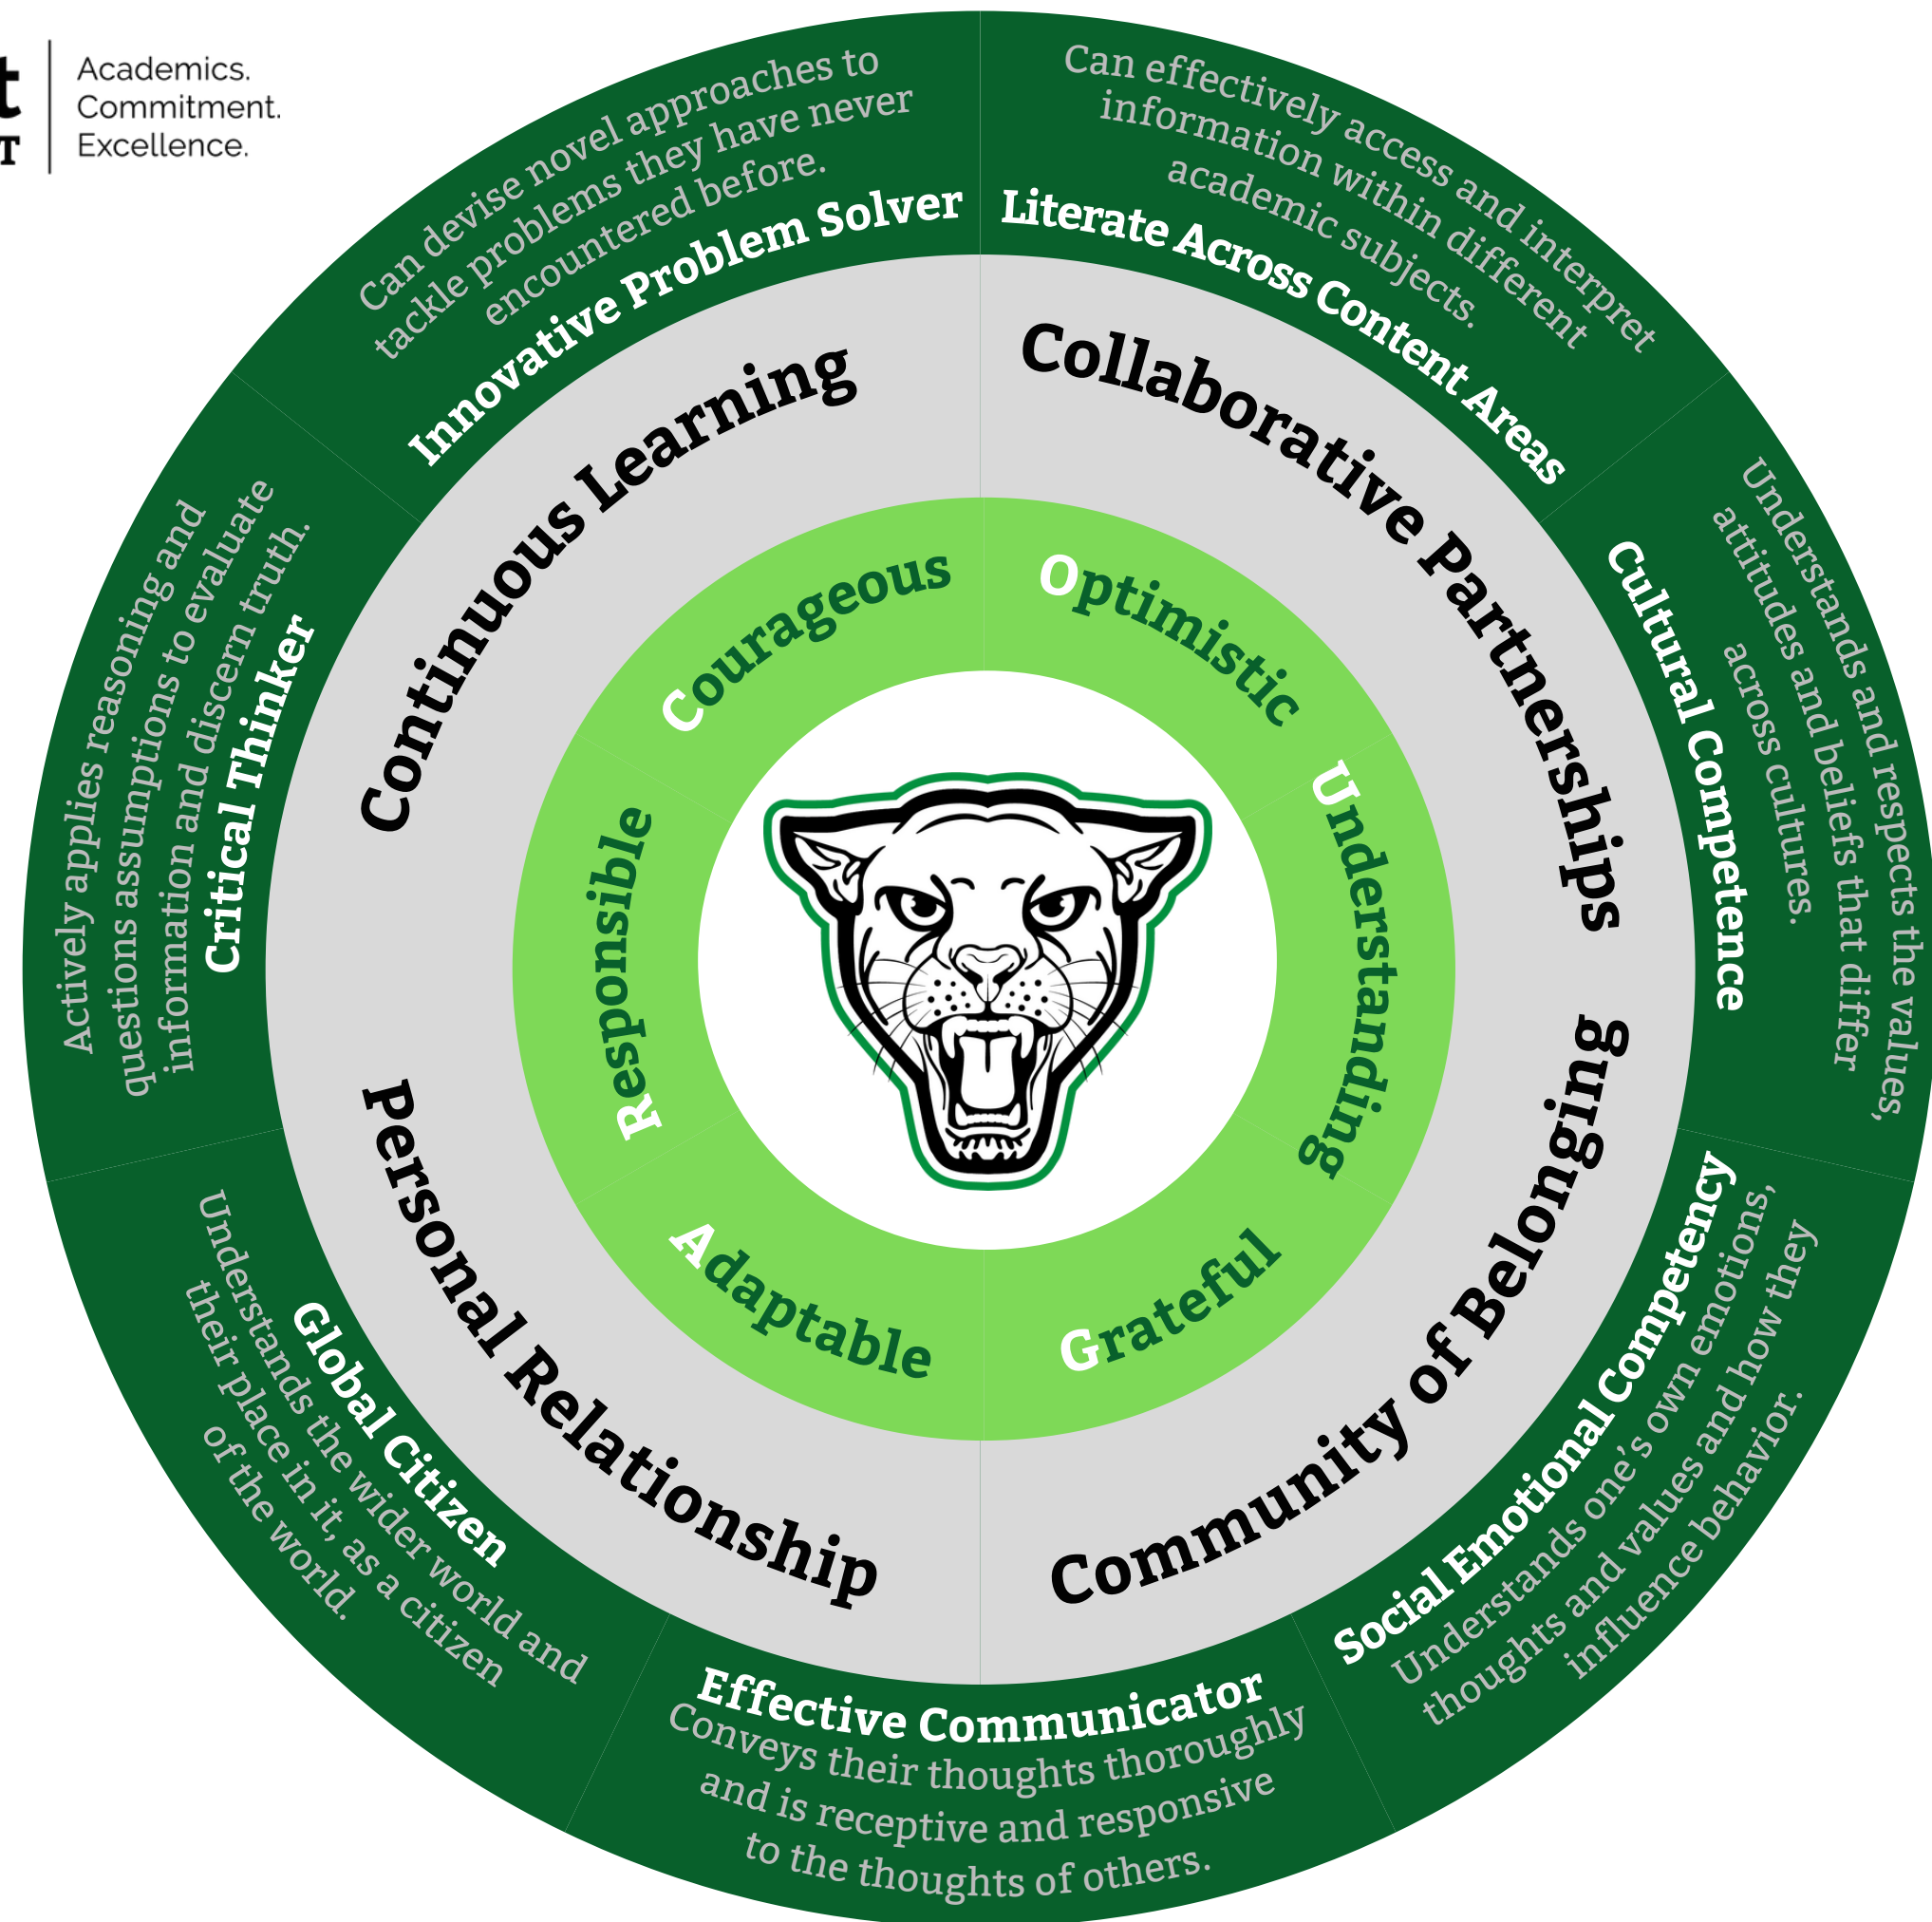 t
T
Academics.
Commitment.
Excellence.
Can devise novel approaches to
tackle problems they have never
encountered before.
Innovative Problem Solver
Can effectively access and interpret
information within different
academic subjects.
Literate Across Content Areas
Understands and respects the values,
attitudes and beliefs that differ
across cultures.
Cultural Competence
Social Emotional Competency
Understands one's own emotions,
thoughts and values and how they
influence behavior.
Effective Communicator
Conveys their thoughts thoroughly
and is receptive and responsive
to the thoughts of others.
Global Citizen
Understands the wider world and
their place in it, as a citizen
of the world.
Actively applies reasoning and
questions assumptions to evaluate
information and discern truth.
Critical Thinker
Continuous Learning
Collaborative Partnerships
Community of Belonging
Personal Relationship
Courageous
Optimistic
Understanding
Grateful
Adaptable
Responsible